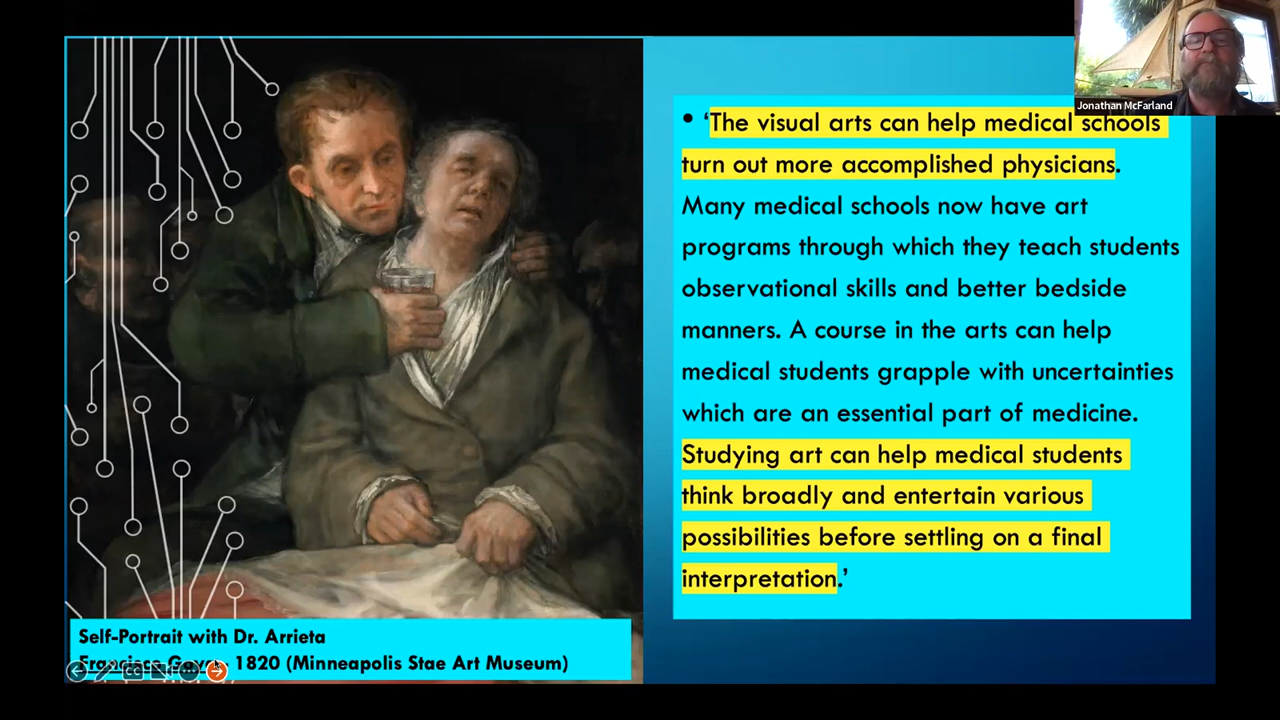 Jonathan McFarland
• ‘The visual arts can help medical schools
turn out more accomplished physicians.
Many medical schools now have art
programs through which they teach students
observational skills and better bedside
manners. A course in the arts can help
medical students grapple with uncertainties
which are an essential part of medicine.
Studying art can help medical students
think broadly and entertain various
possibilities before settling on a final
interpretation.’
Self-Portrait with Dr. Arrieta
Francisco Goya 1820 (Minneapolis Stae Art Museum)
CC